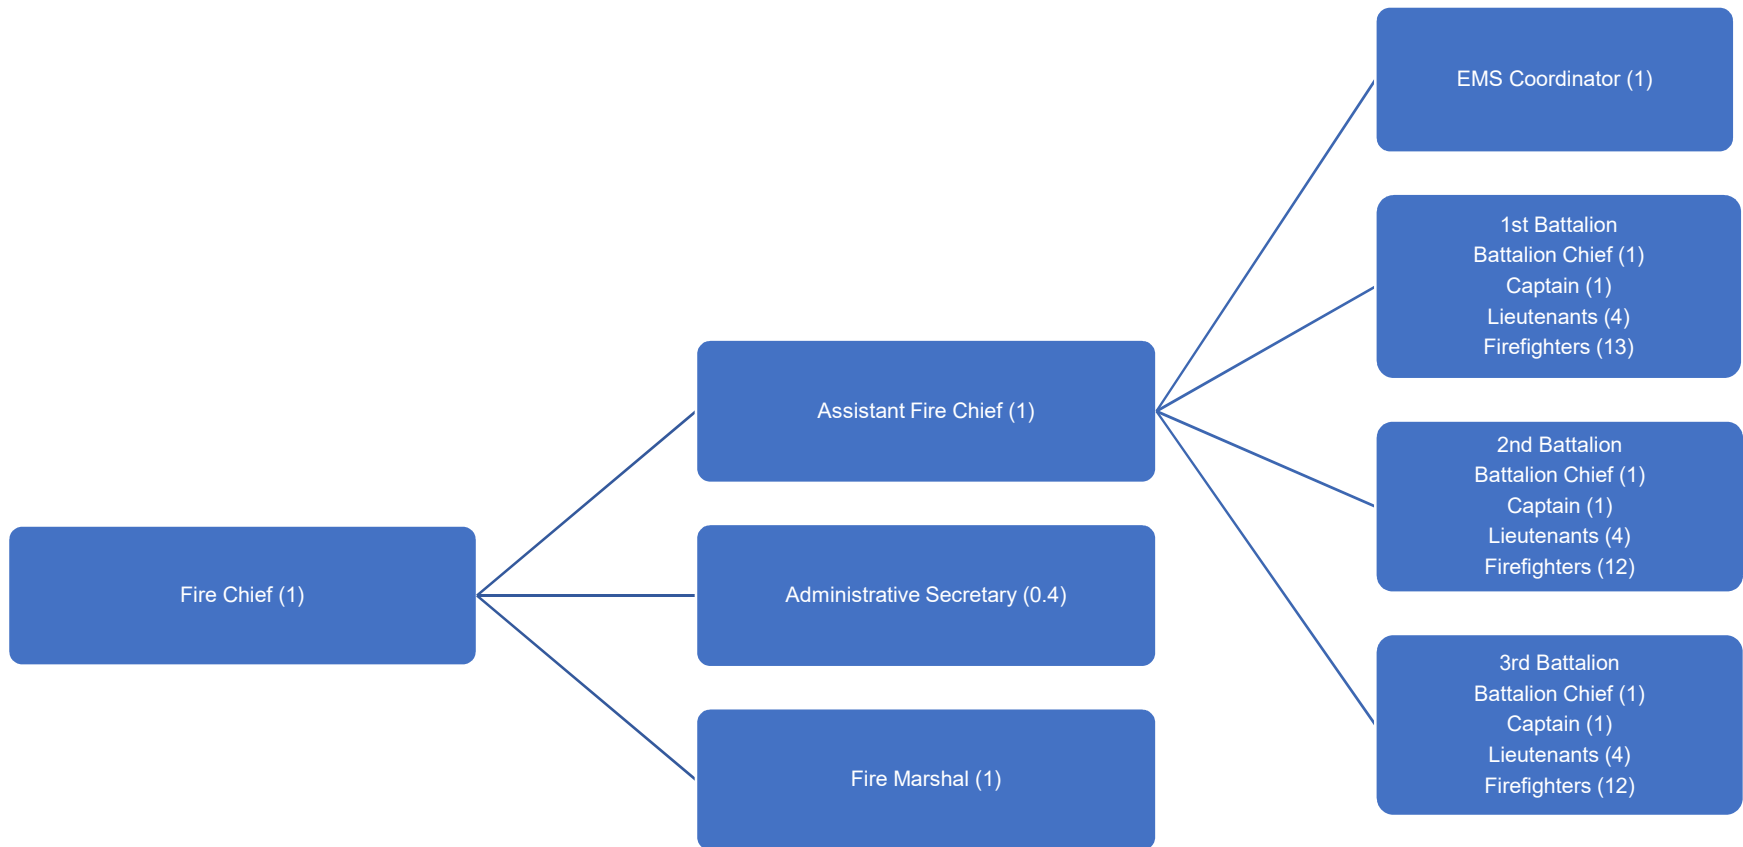 Fire Chief (1)
Assistant Fire Chief (1)
Administrative Secretary (0.4)
Fire Marshal (1)
EMS Coordinator (1)
1st Battalion
Battalion Chief (1)
Captain (1)
Lieutenants (4)
Firefighters (13)
2nd Battalion
Battalion Chief (1)
Captain (1)
Lieutenants (4)
Firefighters (12)
3rd Battalion
Battalion Chief (1)
Captain (1)
Lieutenants (4)
Firefighters (12)